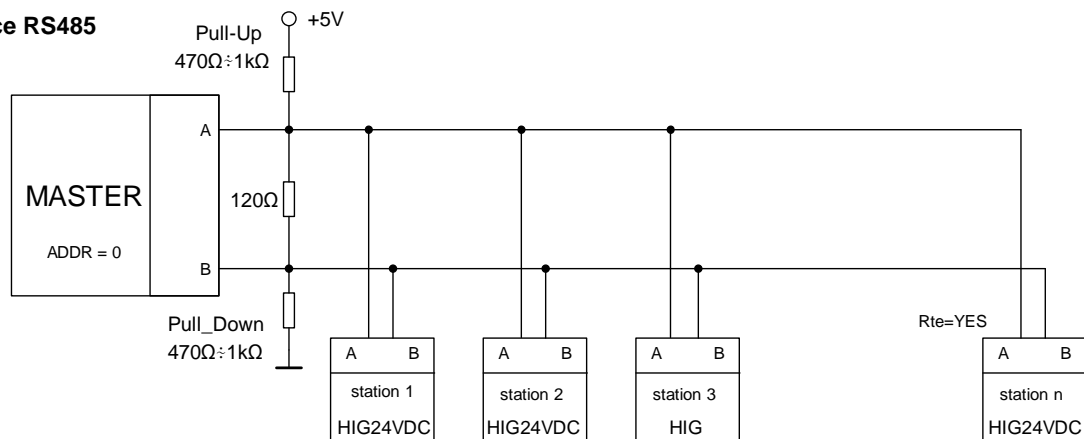 ce RS485
+5V
Pull-Up
470Ω÷1kΩ
A
MASTER
120Ω
ADDR = 0
B
Pull_Down
470Ω÷1kΩ
Rte=YES
A B
A B
A B
A B
station 1
station 2
station 3
station n
HIG24VDC
HIG24VDC
HIG
HIG24VDC